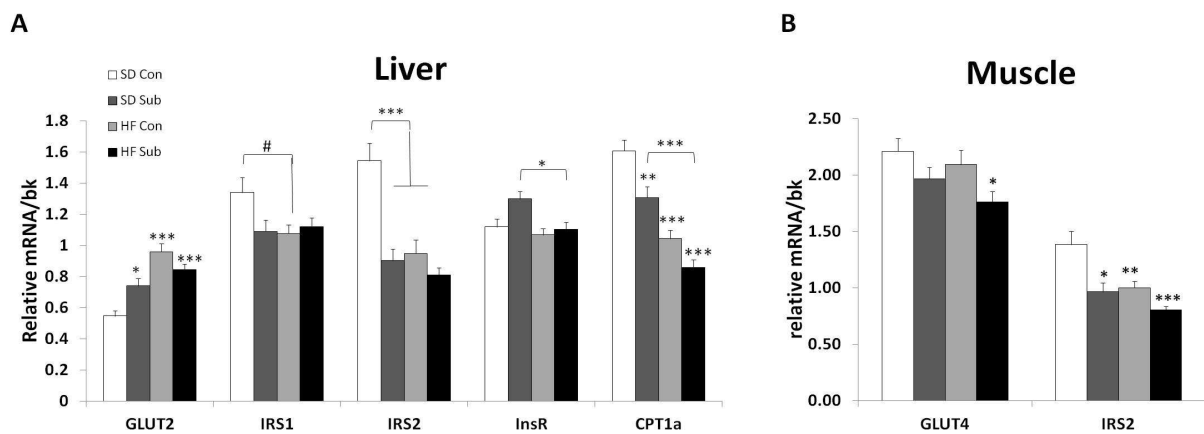 A
Liver
SD Con
SD Sub
HF Con
HF Sub
Relative mRNA/bk
1.8
1.6
1.4
1.2
1
0.8
0.6
0.4
0.2
0
*
***
***
#
***
*
***
**
***
***
GLUT2 IRS1 IRS2 InsR CPT1a
B
Muscle
relative mRNA/bk
2.50
2.00
1.50
1.00
0.50
0.00
*
*
**
***
GLUT4 IRS2